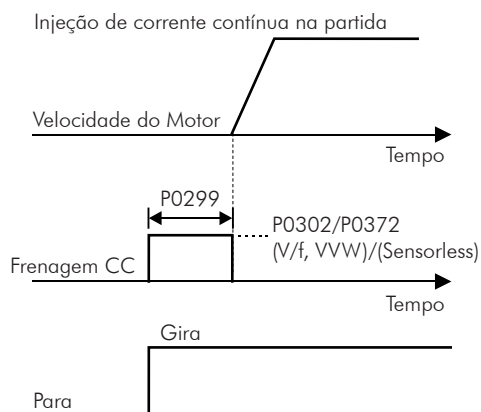 Injeção de corrente contínua na partida
Velocidade do Motor
Tempo
P0299
P0302/P0372
(V/f, VVW)/(Sensorless)
Frenagem CC
Tempo
Gira
Para